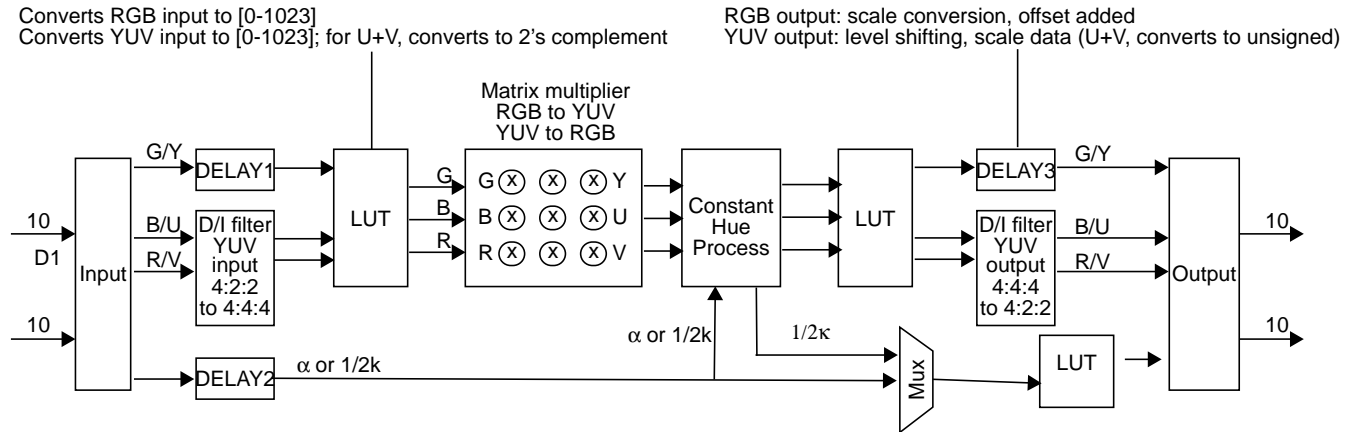 Converts RGB input to [0-1023]
Converts YUV input to [0-1023]; for U+V, converts to 2's complement
RGB output: scale conversion, offset added
YUV output: level shifting, scale data (U+V, converts to unsigned)
Matrix multiplier
RGB to YUV
YUV to RGB
G/Y
DELAY1
G
G X X X Y
DELAY3
G/Y
10
D1
B/U
R/V
Input
D/I filter
YUV
input
4:2:2
to 4:4:4
LUT
B
R
B X X X U
R X X X V
Constant
Hue
Process
LUT
D/I filter
YUV
output
4:4:4
to 4:2:2
B/U
R/V
Output
10
10
DELAY2
α or 1/2k
α or 1/2k
1/2κ
Mux
LUT
10